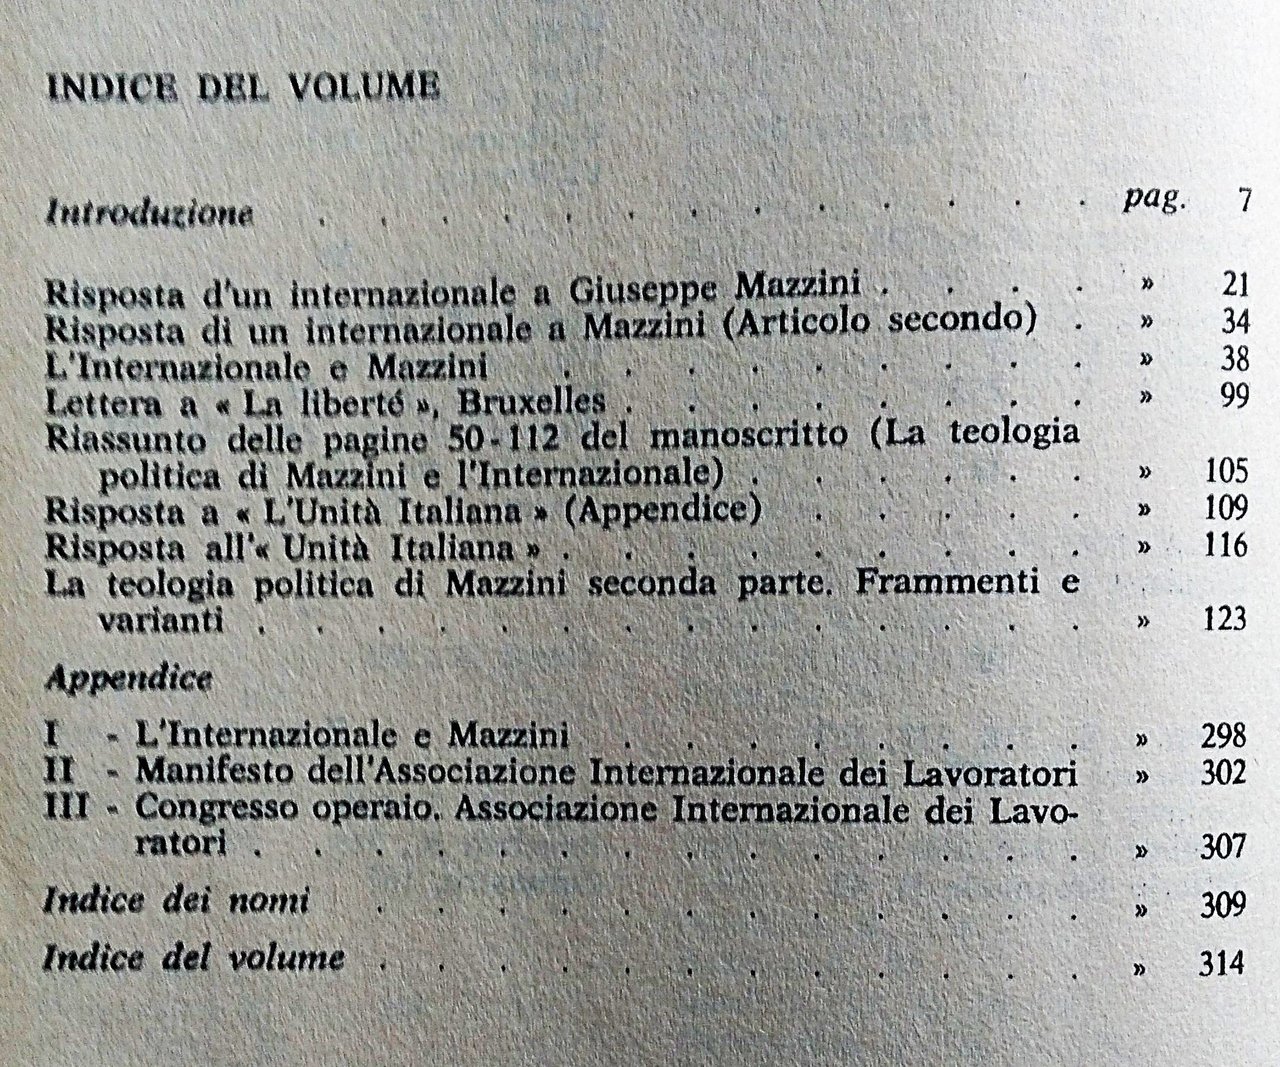 INDICE DEL VOLUME
Introduzione . . . . . . . . . . . . . pag. 7
Risposta d'un internazionale a Giuseppe Mazzini . . . . » 21
Risposta di un internazionale a Mazzini (Articolo secondo) . » 34
L'Internazionale e Mazzini . . . . . . . . . » 38
Lettera a « La liberté », Bruxelles . . . . . . . . » 99
Riassunto delle pagine 50-112 del manoscritto (La teologia
politica di Mazzini e l'Internazionale) . . . . . . » 105
Risposta a « L'Unità Italiana » (Appendice) . . . . . » 109
Risposta all'« Unità Italiana » . . . . . . . . . » 116
La teologia politica di Mazzini seconda parte. Frammenti e
varianti . . . . . . . . . . . . . . » 123
Appendice
I - L'Internazionale e Mazzini . . . . . . . . » 298
II - Manifesto dell'Associazione Internazionale dei Lavoratori » 302
III - Congresso operaio. Associazione Internazionale dei Lavo-
ratori . . . . . . . . . . . . . . » 307
Indice dei nomi . . . . . . . . . . . . » 309
Indice del volume . . . . . . . . . . . . » 314